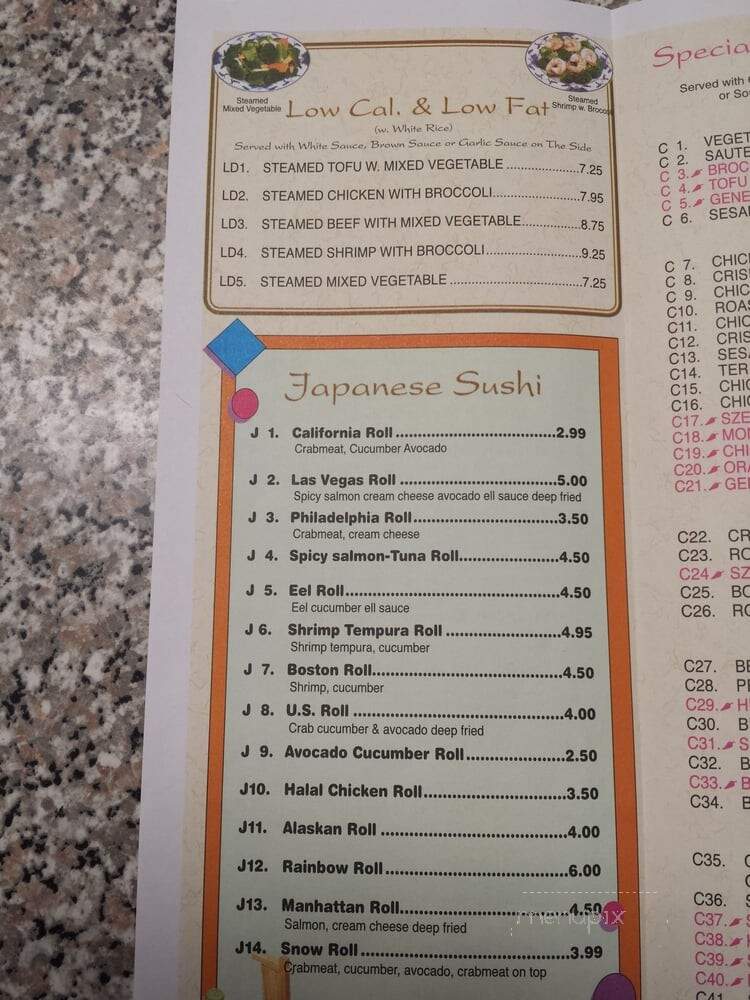 Steamed
Mixed Vegetable
Steamed
Shrimp w. Brocco
Low Cal. & Low Fat
(w. White Rice)
Served with White Sauce, Brown Sauce or Garlic Sauce on The Side
LD1. STEAMED TOFU W. MIXED VEGETABLE ......................7.25
LD2. STEAMED CHICKEN WITH BROCCOLI.........................7.95
LD3. STEAMED BEEF WITH MIXED VEGETABLE..................8.75
LD4. STEAMED SHRIMP WITH BROCCOLI............................9.25
LD5. STEAMED MIXED VEGETABLE ......................................7.25
Japanese Sushi
J 1. California Roll ................................2.99
Crabmeat, Cucumber Avocado
J 2. Las Vegas Roll ...............................5.00
Spicy salmon cream cheese avocado ell sauce deep fried
J 3. Philadelphia Roll.............................3.50
Crabmeat, cream cheese
J 4. Spicy salmon-Tuna Roll....................4.50
J 5. Eel Roll...........................................4.50
Eel cucumber ell sauce
J 6. Shrimp Tempura Roll .......................4.95
Shrimp tempura, cucumber
J 7. Boston Roll......................................4.50
Shrimp, cucumber
J 8. U.S. Roll ..........................................4.00
Crab cucumber & avocado deep fried
J 9. Avocado Cucumber Roll....................2.50
J10. Halal Chicken Roll............................3.50
J11. Alaskan Roll ......................................4.00
J12. Rainbow Roll.....................................6.00
J13. Manhattan Roll..................................4.50
Salmon, cream cheese deep fried
J14. Snow Roll ..........................................3.99
Crabmeat, cucumber, avocado, crabmeat on top
menupix
Specia
Served with
or So
C 1. VEGET
C 2. SAUTE
C 3. BROC
C 4. TOFU
C 5. GENE
C 6. SESA
C 7. CHIC
C 8. CRIS
C 9. CHIC
C10. ROAS
C11. CHIC
C12. CRIS
C13. SES
C14. TER
C15. CHIC
C16. CHIC
C17. SZE
C18. MON
C19. CHI
C20. ORA
C21. GEN
C22. CR
C23. RO
C24 SZ
C25. BO
C26. RO
C27. BE
C28. PE
C29. H
C30. B
C31. S
C32. B
C33. B
C34. B
C35. C
C36. S
C37.
C38.
C39.
C40.
C41.